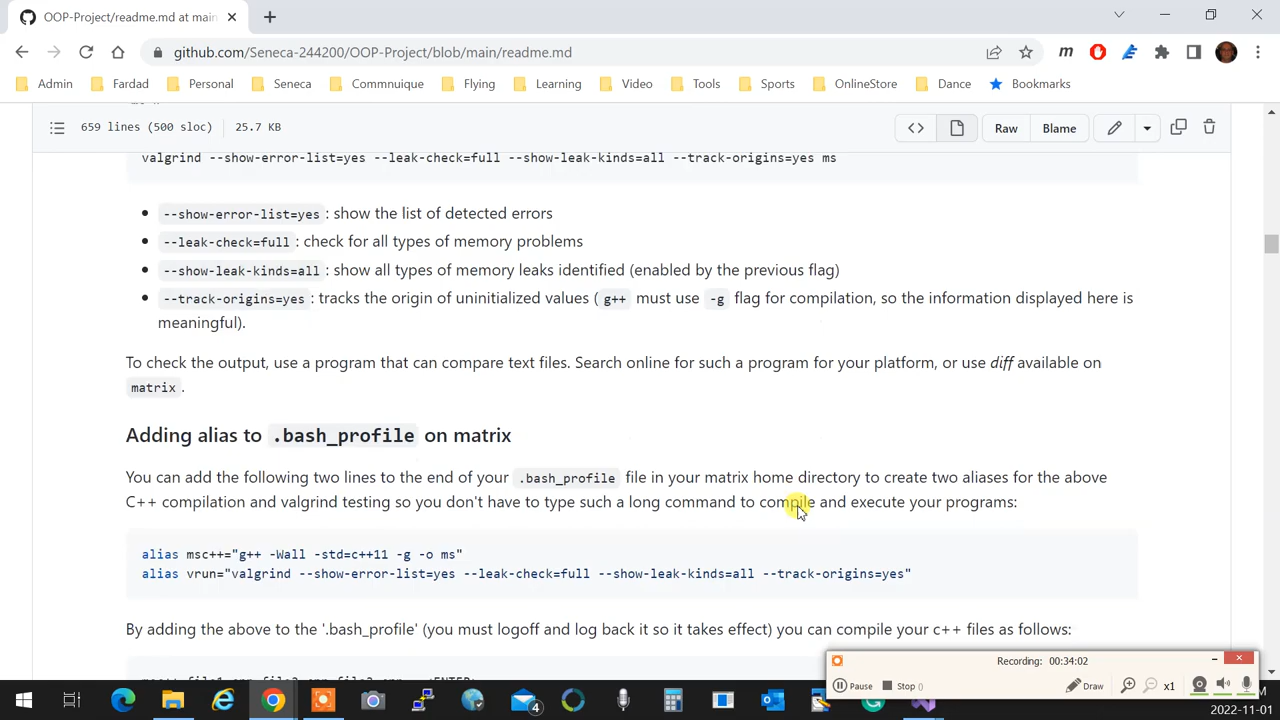 OOP-Project/readme.md at main
github.com/Seneca-244200/OOP-Project/blob/main/readme.md
Admin Fardad Personal Seneca Commnuique Flying Learning Video Tools Sports OnlineStore Dance Bookmarks
659 lines (500 sloc) 25.7 KB Raw Blame
valgrind --show-error-list=yes --leak-check=full --show-leak-kinds=all --track-origins=yes ms
--show-error-list=yes : show the list of detected errors
--leak-check=full : check for all types of memory problems
--show-leak-kinds=all : show all types of memory leaks identified (enabled by the previous flag)
--track-origins=yes : tracks the origin of uninitialized values ( g++ must use -g flag for compilation, so the information displayed here is
meaningful).
To check the output, use a program that can compare text files. Search online for such a program for your platform, or use diff available on
matrix .
Adding alias to .bash_profile on matrix
You can add the following two lines to the end of your .bash_profile file in your matrix home directory to create two aliases for the above
C++ compilation and valgrind testing so you don't have to type such a long command to compile and execute your programs:
alias msc++="g++ -Wall -std=c++11 -g -o ms"
alias vrun="valgrind --show-error-list=yes --leak-check=full --show-leak-kinds=all --track-origins=yes"
By adding the above to the '.bash_profile' (you must logoff and log back it so it takes effect) you can compile your c++ files as follows:
Recording: 00:34:02
Pause Stop () Draw x1
4
2022-11-01